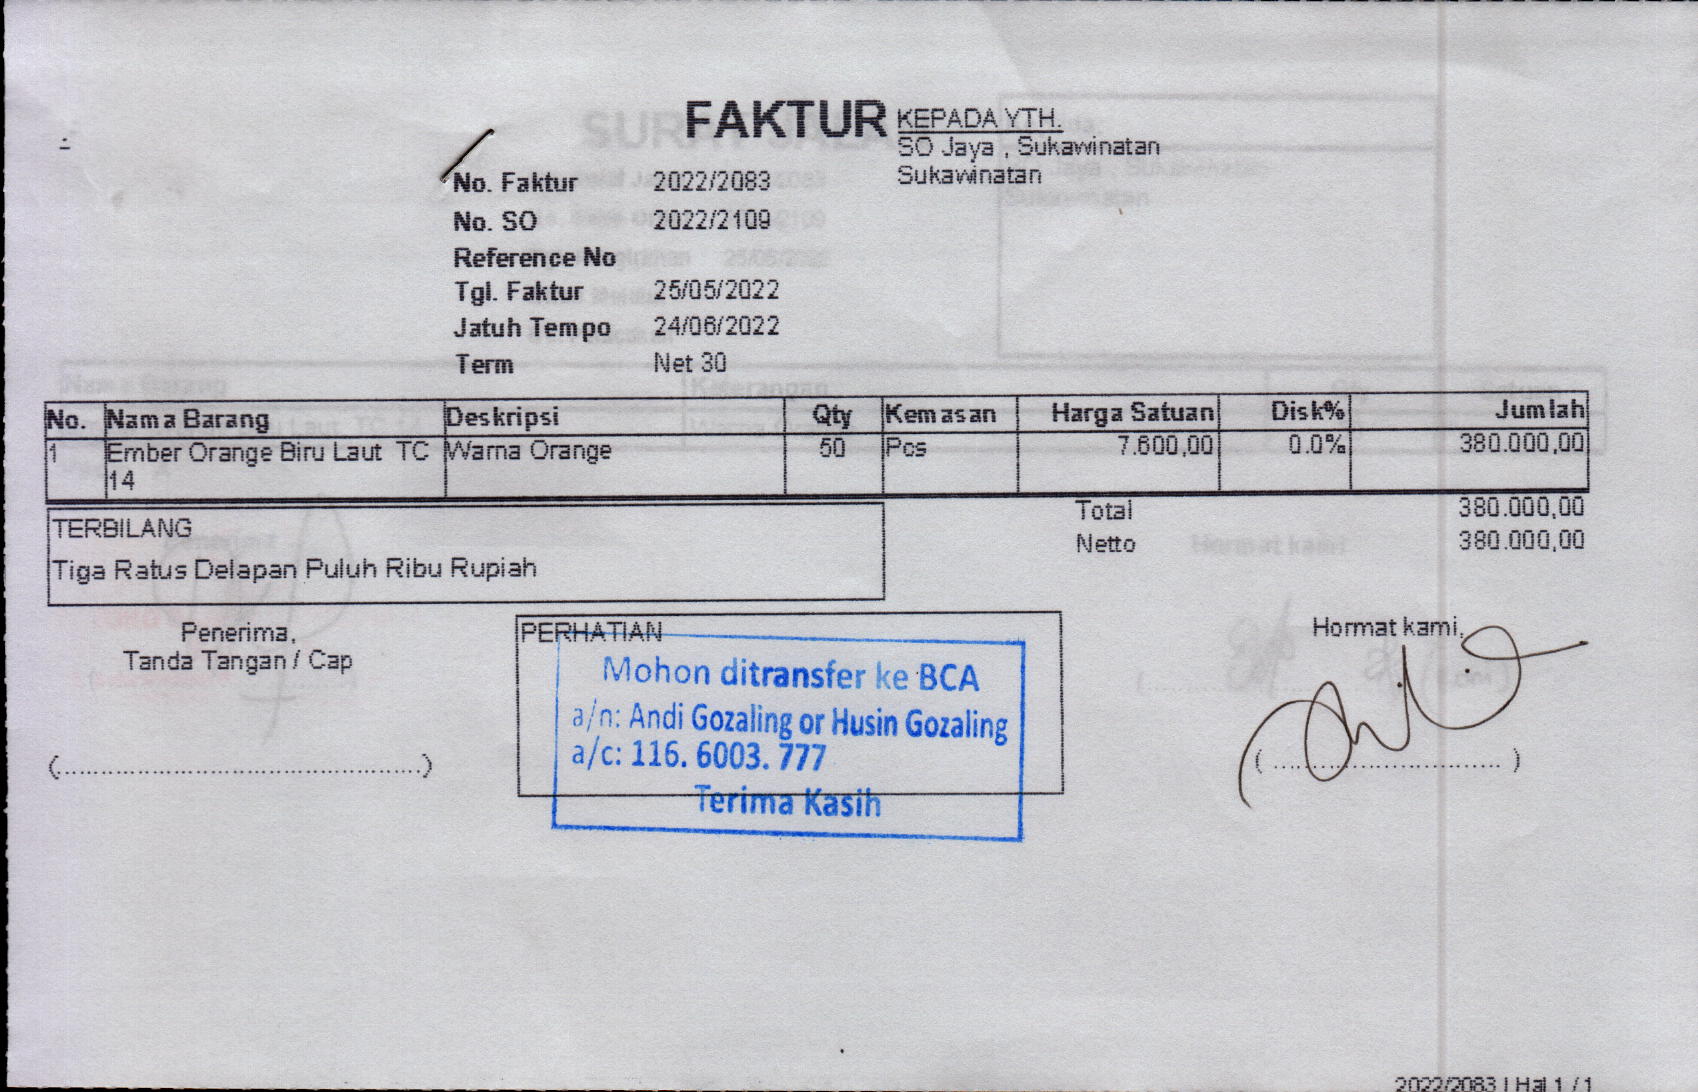 FAKTUR
KEPADA YTH.
SO Jaya , Sukawinatan
Sukawinatan
No. Faktur 2022/2083
No. SO 2022/2109
Reference No
Tgl. Faktur 25/05/2022
Jatuh Tempo 24/06/2022
Term Net 30
No. Nama Barang Deskripsi Qty Kemasan Harga Satuan Disk% Jumlah
1 Ember Orange Biru Laut TC Warna Orange 50 Pcs 7.600,00 0.0% 380.000,00
14
Total 380.000,00
Netto 380.000,00
TERBILANG
Tiga Ratus Delapan Puluh Ribu Rupiah
Penerima,
Tanda Tangan / Cap
(................................................)
PERHATIAN
Mohon ditransfer ke BCA
a/n: Andi Gozaling or Husin Gozaling
a/c: 116. 6003. 777
Terima Kasih
Hormat kami,
( ............................... )
2022/2083 | Hal 1 / 1